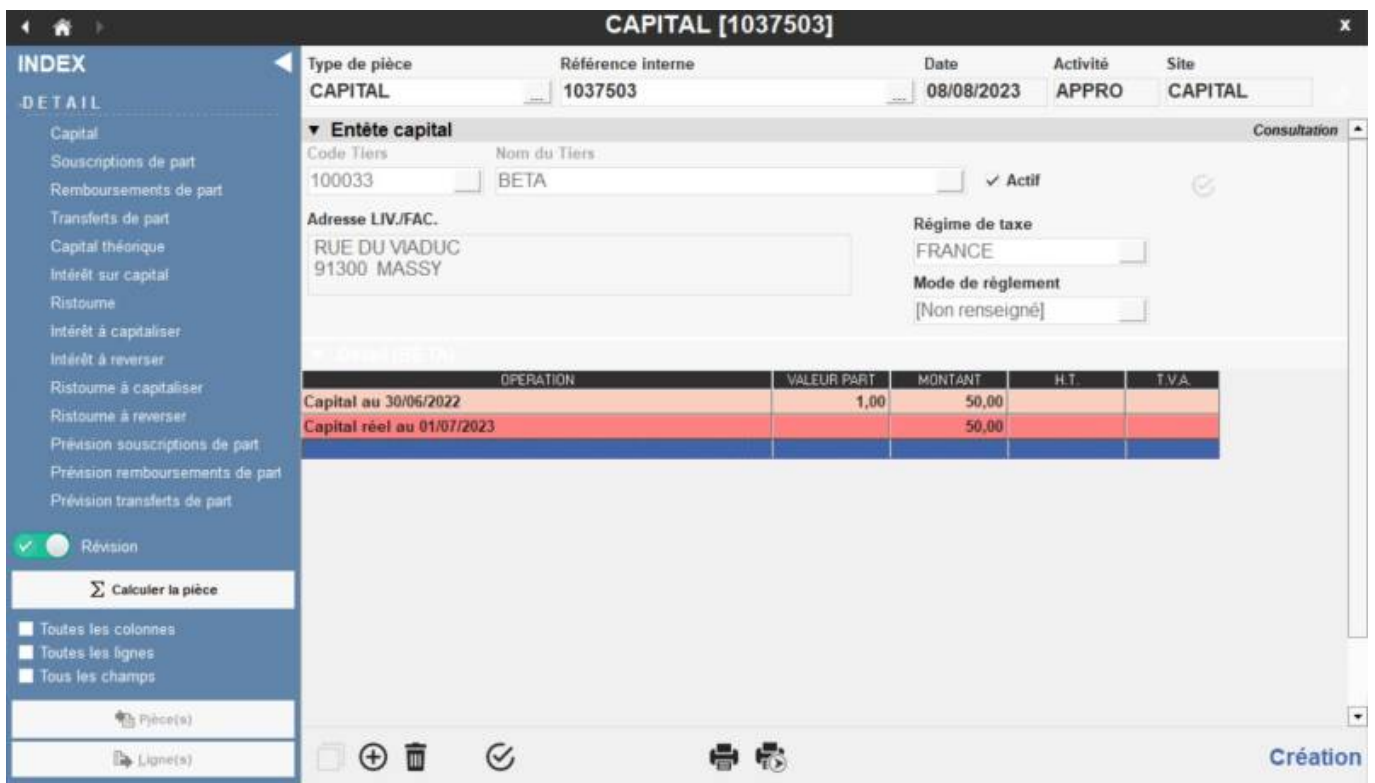 CAPITAL [1037503]
x
INDEX
DETAIL
Capital
Souscriptions de part
Remboursements de part
Transferts de part
Capital théorique
Intérêt sur capital
Ristourne
Intérêt à capitaliser
Intérêt à reverser
Ristourne à capitaliser
Ristourne à reverser
Prévision souscriptions de part
Prévision remboursements de part
Prévision transferts de part
Révision
Σ Calculer la pièce
Toutes les colonnes
Toutes les lignes
Tous les champs
Pièce(s)
Ligne(s)
Type de pièce Référence interne Date Activité Site
CAPITAL ... 1037503 ... 08/08/2023 APPRO CAPITAL
▼ Entête capital Consultation
Code Tiers Nom du Tiers
100033 BETA ✓ Actif
Adresse LIV./FAC. Régime de taxe
RUE DU VIADUC FRANCE
91300 MASSY
Mode de réglement
[Non renseigné]
OPERATION VALEUR PART MONTANT H.T. T.V.A.
Capital au 30/06/2022 1,00 50,00
Capital réel au 01/07/2023 50,00
Création